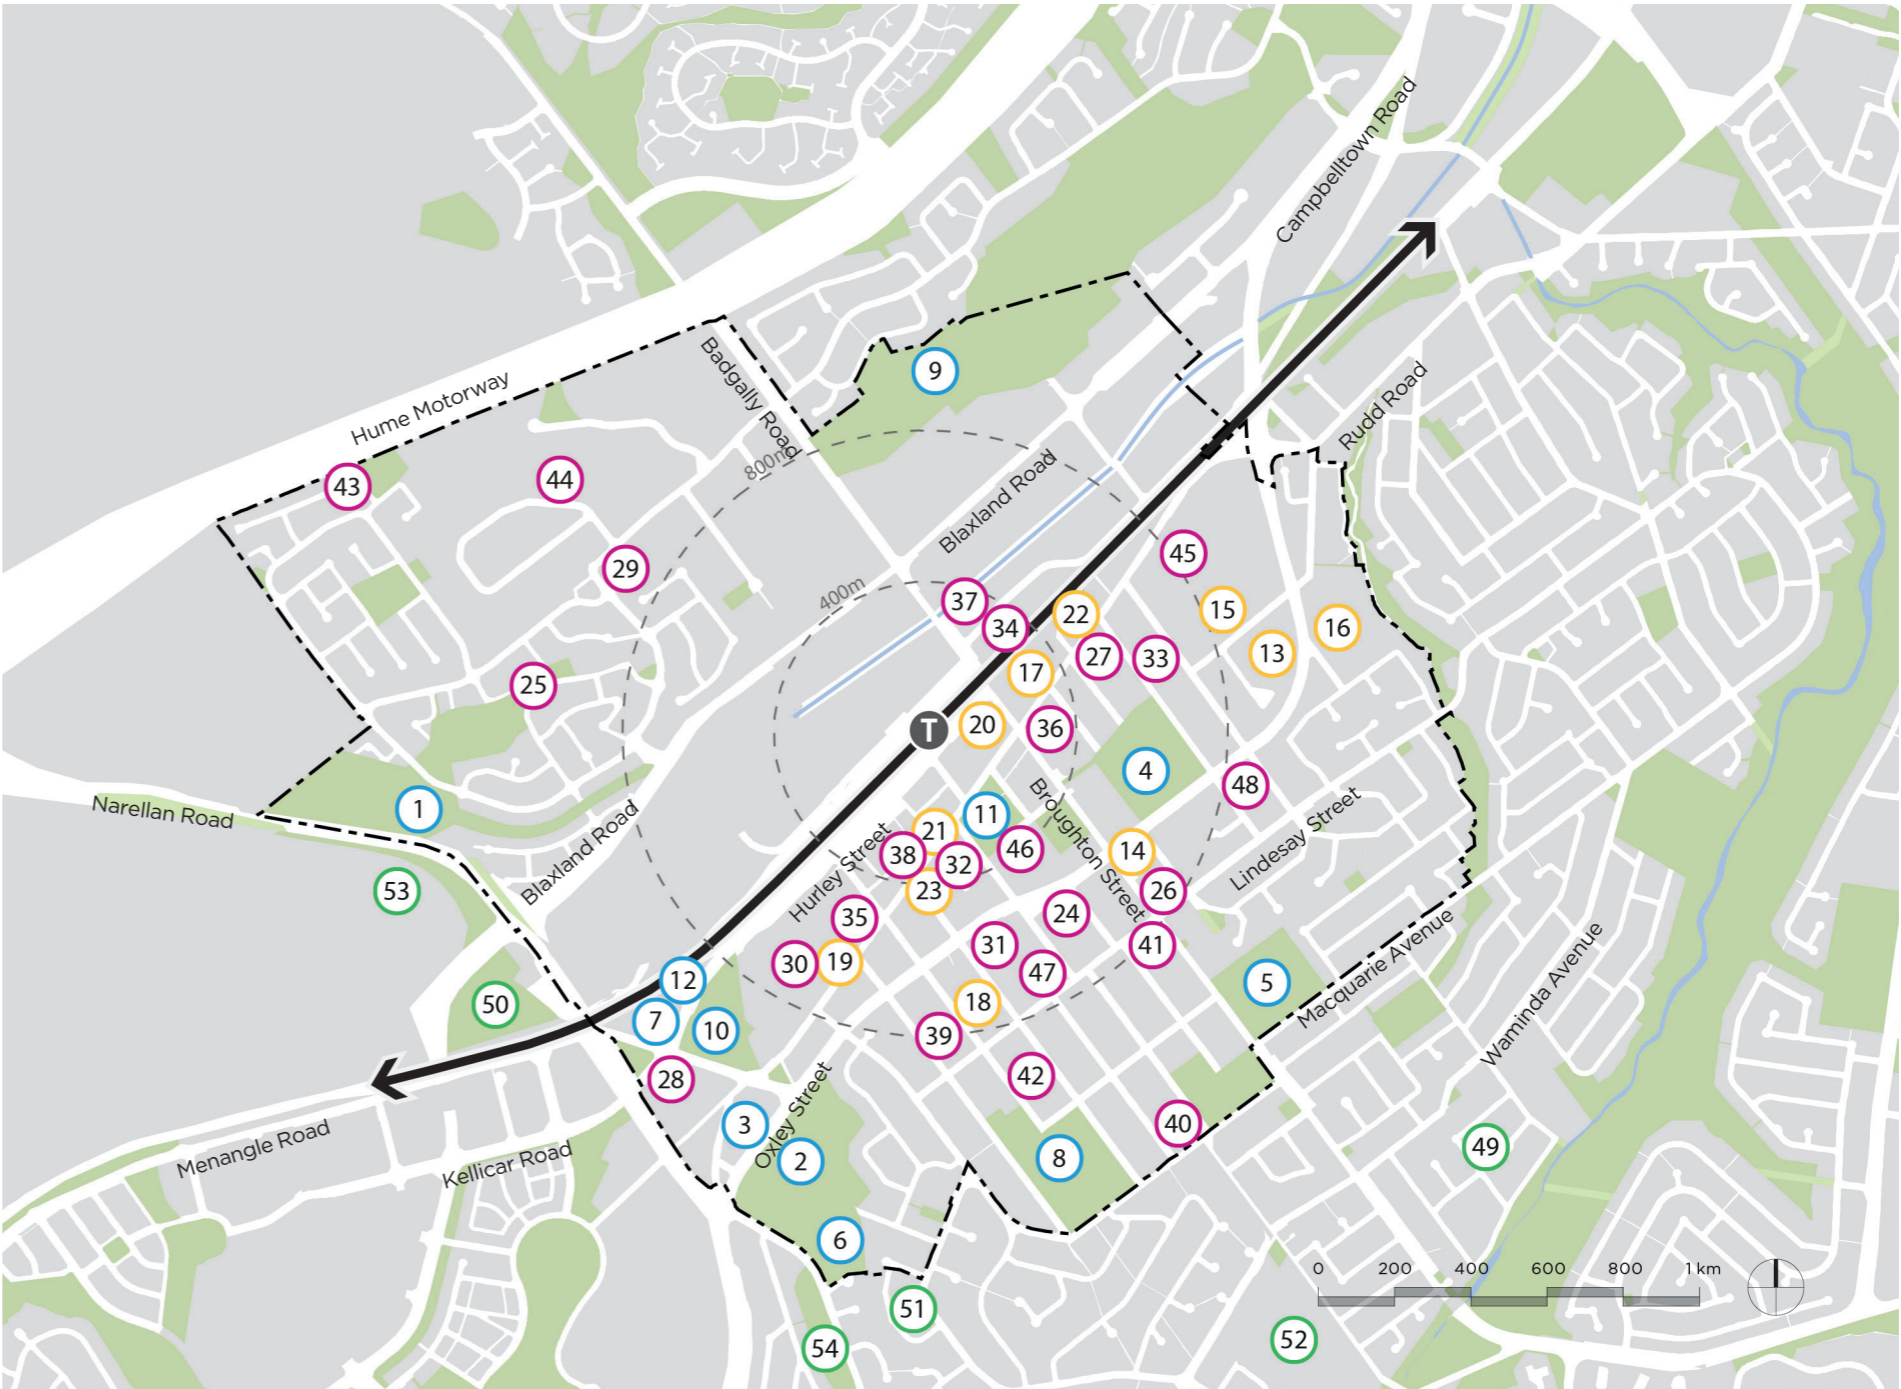 Campbelltown Road
9
Badgally Road
Hume Motorway
Rudd Road
800m
Blaxland Road
43
44
45
29
400m
37
22
15
34
16
27
33
13
17
25
20
36
T
4
48
1
Narellan Road
Broughton Street
Lindesay Street
11
21
Blaxland Road
Hurley Street
38
46
14
32
53
23
26
35
24
31
41
Macquarie Avenue
30
19
47
12
5
Waminda Avenue
50
18
7
10
39
28
42
Oxley Street
3
40
Menangle Road
49
Kellicar Road
2
8
6
0 200 400 600 800 1 km
51
52
54